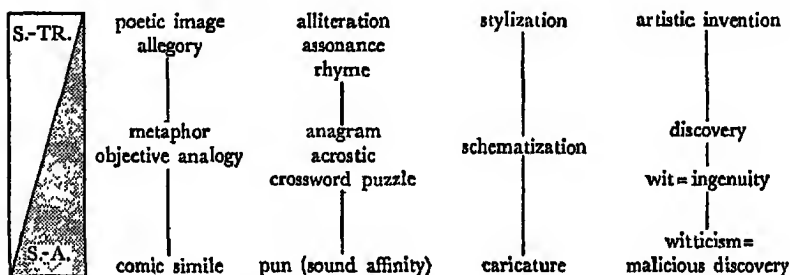 S.-TR.
poetic image
allegory
alliteration
assonance
rhyme
stylization
artistic invention
metaphor
objective analogy
anagram
acrostic
crossword puzzle
schematization
discovery
wit = ingenuity
S.-A.
comic simile
pun (sound affinity)
caricature
witticism =
malicious discovery